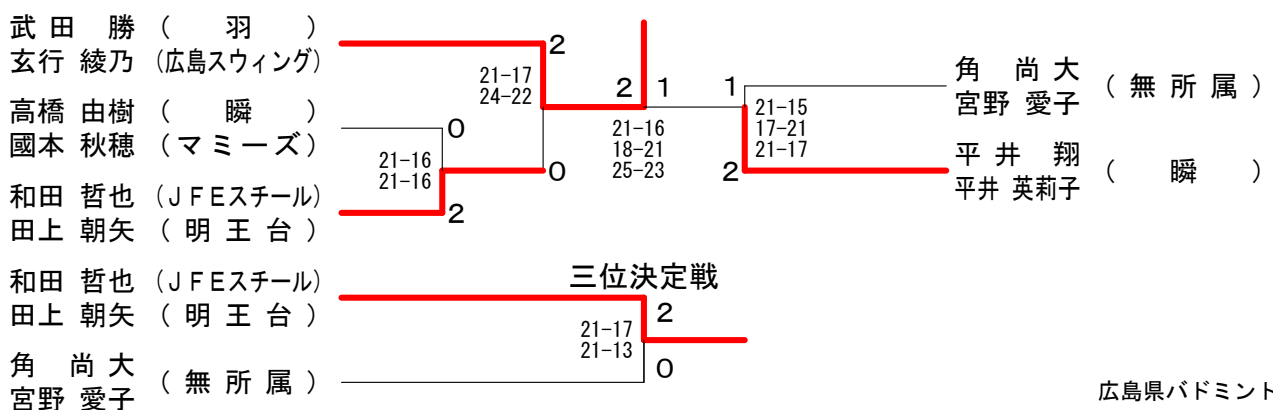 武田 勝 ( 羽 )
玄行 綾乃 (広島スウィング)
高橋 由樹 ( 瞬 )
國本 秋穂 (マミーズ)
和田 哲也 (JFEスチール)
田上 朝矢 (明王台)
2
21-17
24-22
0
0
21-16
21-16
2
2
1
21-16
18-21
25-23
1
21-15
17-21
21-17
2
角 尚大
宮野 愛子
(無所属)
平井 翔
平井 英莉子
( 瞬 )
三位決定戦
和田 哲也 (JFEスチール)
田上 朝矢 (明王台)
角 尚大
宮野 愛子
(無所属)
2
21-17
21-13
0
広島県バドミント